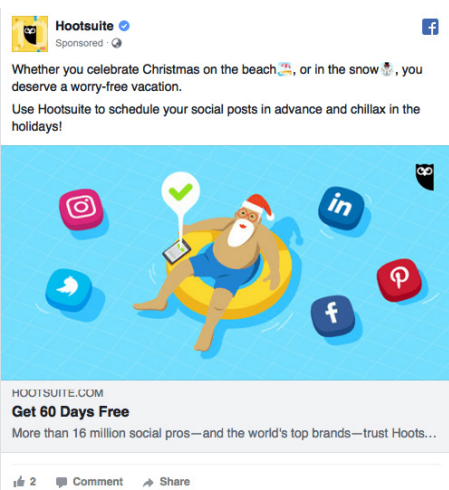 Hootsuite
Sponsored ·
Whether you celebrate Christmas on the beach🏖, or in the snow☃, you
deserve a worry-free vacation.
Use Hootsuite to schedule your social posts in advance and chillax in the
holidays!
in
f
HOOTSUITE.COM
Get 60 Days Free
More than 16 million social pros—and the world's top brands—trust Hoots...
2 Comment Share